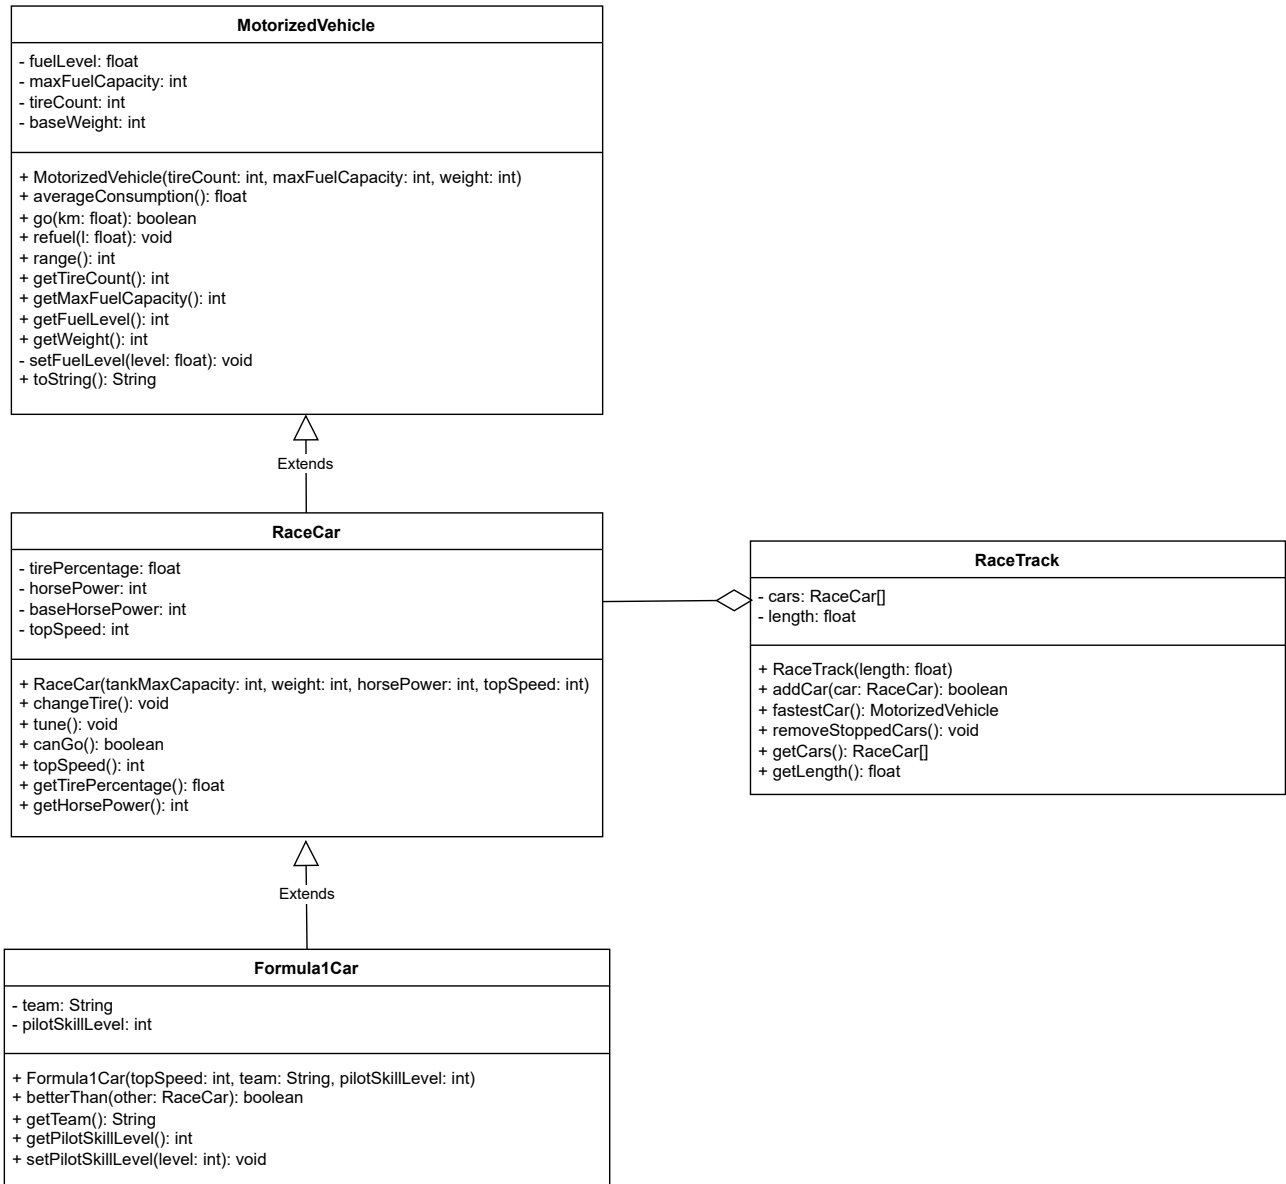 MotorizedVehicle
- fuelLevel: float
- maxFuelCapacity: int
- tireCount: int
- baseWeight: int
+ MotorizedVehicle(tireCount: int, maxFuelCapacity: int, weight: int)
+ averageConsumption(): float
+ go(km: float): boolean
+ refuel(l: float): void
+ range(): int
+ getTireCount(): int
+ getMaxFuelCapacity(): int
+ getFuelLevel(): int
+ getWeight(): int
- setFuelLevel(level: float): void
+ toString(): String
Extends
RaceCar
- tirePercentage: float
- horsePower: int
- baseHorsePower: int
- topSpeed: int
+ RaceCar(tankMaxCapacity: int, weight: int, horsePower: int, topSpeed: int)
+ changeTire(): void
+ tune(): void
+ canGo(): boolean
+ topSpeed(): int
+ getTirePercentage(): float
+ getHorsePower(): int
RaceTrack
- cars: RaceCar[]
- length: float
+ RaceTrack(length: float)
+ addCar(car: RaceCar): boolean
+ fastestCar(): MotorizedVehicle
+ removeStoppedCars(): void
+ getCars(): RaceCar[]
+ getLength(): float
Extends
Formula1Car
- team: String
- pilotSkillLevel: int
+ Formula1Car(topSpeed: int, team: String, pilotSkillLevel: int)
+ betterThan(other: RaceCar): boolean
+ getTeam(): String
+ getPilotSkillLevel(): int
+ setPilotSkillLevel(level: int): void